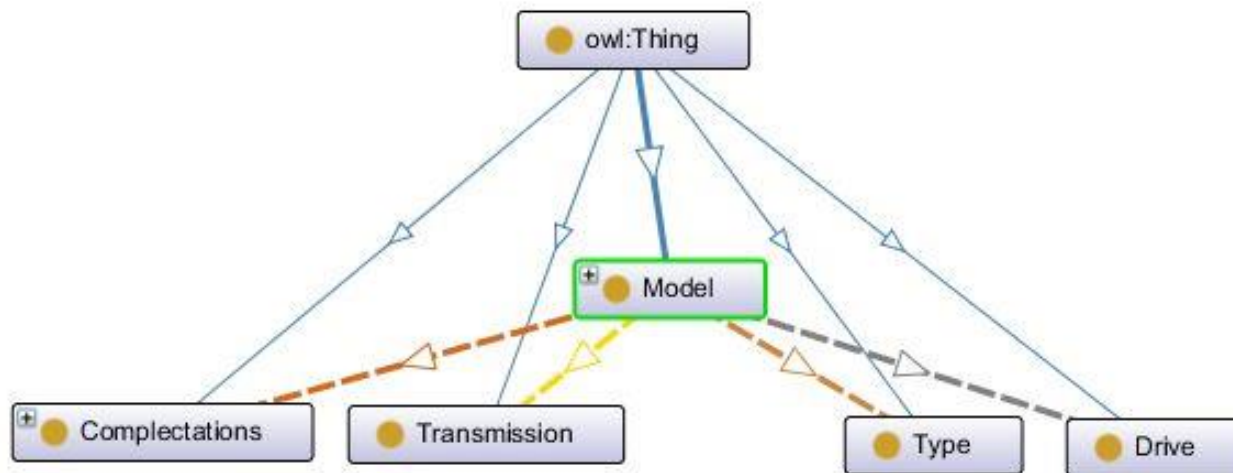 owl:Thing
Model
Complectations
Transmission
Type
Drive